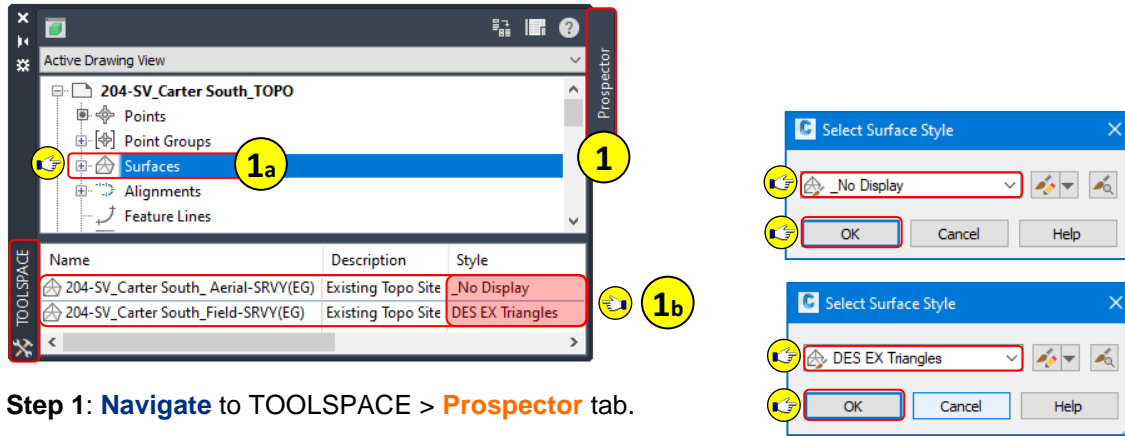 Active Drawing View
204-SV_Carter South_TOPO
Points
Point Groups
Surfaces
Alignments
Feature Lines
1a
Prospector
1
TOOLSPACE
Name Description Style
204-SV_Carter South_ Aerial-SRVY(EG) Existing Topo Site _No Display
204-SV_Carter South_Field-SRVY(EG) Existing Topo Site DES EX Triangles
1b
Step 1: Navigate to TOOLSPACE > Prospector tab.
Select Surface Style
_No Display
OK Cancel Help
Select Surface Style
DES EX Triangles
OK Cancel Help